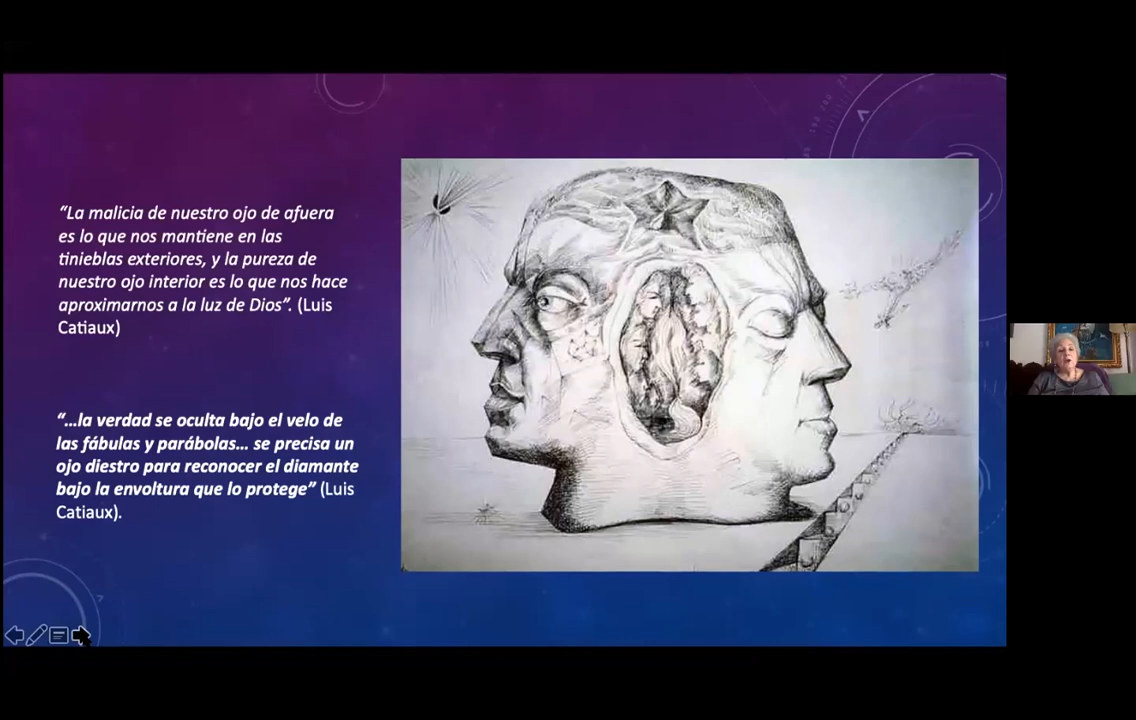 “La malicia de nuestro ojo de afuera
es lo que nos mantiene en las
tinieblas exteriores, y la pureza de
nuestro ojo interior es lo que nos hace
aproximarnos a la luz de Dios”. (Luis
Catiaux)
“...la verdad se oculta bajo el velo de
las fábulas y parábolas... se precisa un
ojo diestro para reconocer el diamante
bajo la envoltura que lo protege” (Luis
Catiaux).